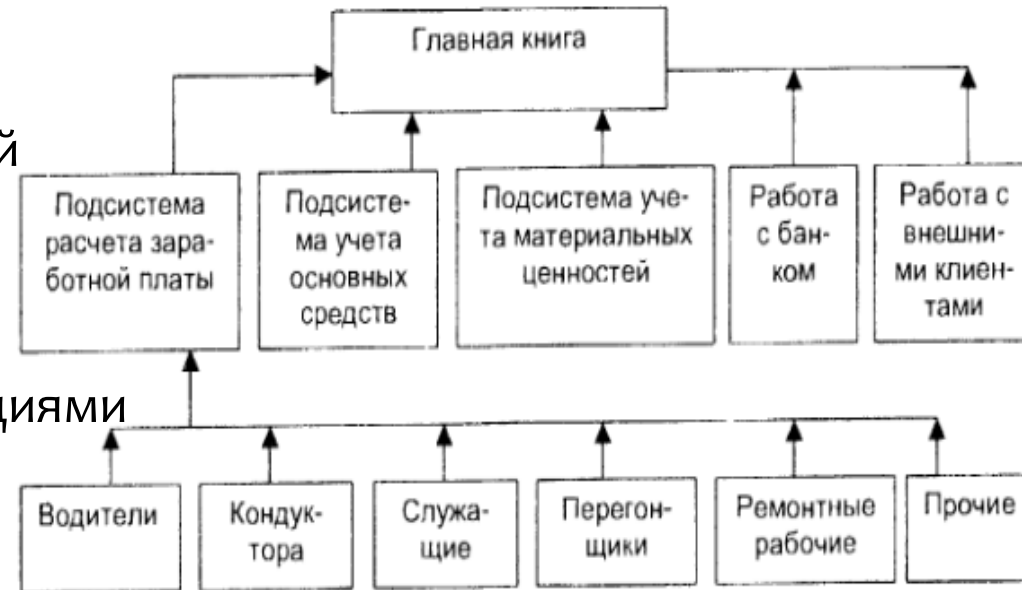 Главная книга
й
Подсистема
расчета зара-
ботной платы
Подсисте-
ма учета
основных
средств
Подсистема уче-
та материальных
ценностей
Работа
с бан-
ком
Работа с
внешни-
ми клиен-
тами
циями
Водители
Кондук-
тора
Служа-
щие
Перегон-
щики
Ремонтные
рабочие
Прочие